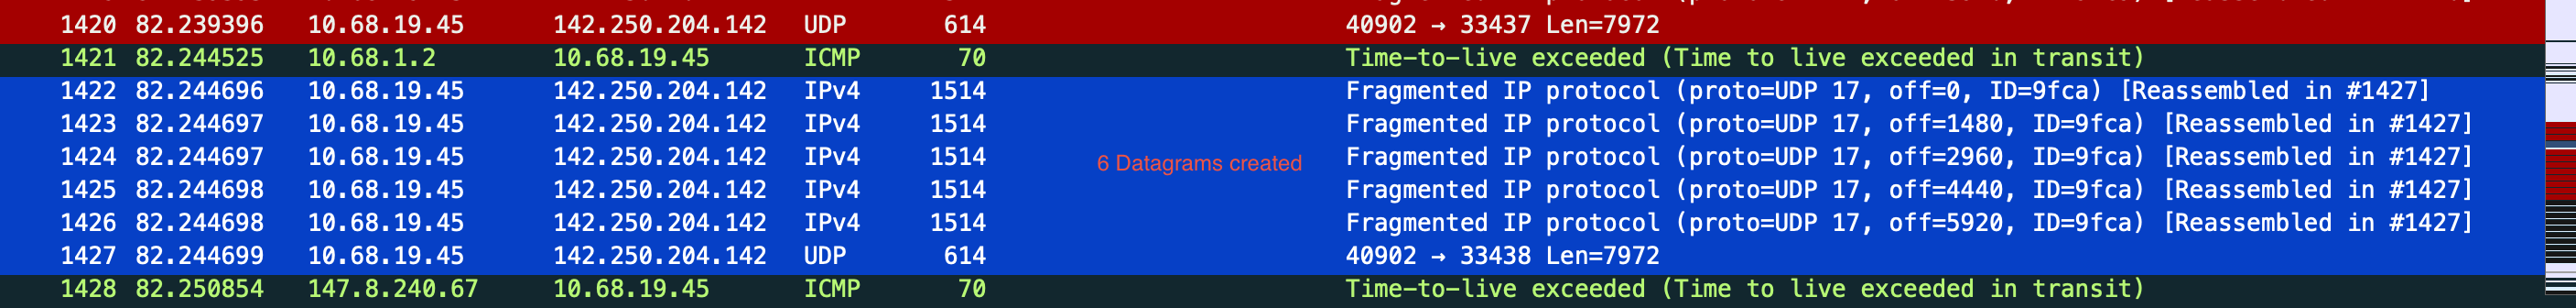 1420 82.239396 10.68.19.45 142.250.204.142 UDP 614 40902 → 33437 Len=7972
1421 82.244525 10.68.1.2 10.68.19.45 ICMP 70 Time-to-live exceeded (Time to live exceeded in transit)
1422 82.244696 10.68.19.45 142.250.204.142 IPv4 1514 Fragmented IP protocol (proto=UDP 17, off=0, ID=9fca) [Reassembled in #1427]
1423 82.244697 10.68.19.45 142.250.204.142 IPv4 1514 Fragmented IP protocol (proto=UDP 17, off=1480, ID=9fca) [Reassembled in #1427]
1424 82.244697 10.68.19.45 142.250.204.142 IPv4 1514 6 Datagrams created Fragmented IP protocol (proto=UDP 17, off=2960, ID=9fca) [Reassembled in #1427]
1425 82.244698 10.68.19.45 142.250.204.142 IPv4 1514 Fragmented IP protocol (proto=UDP 17, off=4440, ID=9fca) [Reassembled in #1427]
1426 82.244698 10.68.19.45 142.250.204.142 IPv4 1514 Fragmented IP protocol (proto=UDP 17, off=5920, ID=9fca) [Reassembled in #1427]
1427 82.244699 10.68.19.45 142.250.204.142 UDP 614 40902 → 33438 Len=7972
1428 82.250854 147.8.240.67 10.68.19.45 ICMP 70 Time-to-live exceeded (Time to live exceeded in transit)